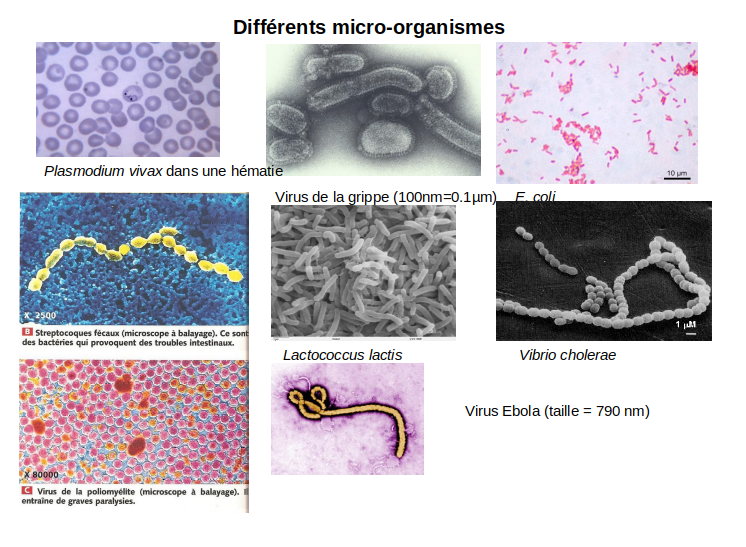 Différents micro-organismes
Plasmodium vivax dans une hématie
Virus de la grippe (100nm=0.1µm)
10 µm
E. coli
X 2500
B Streptocoques fécaux (microscope à balayage). Ce sont
des bactéries qui provoquent des troubles intestinaux.
Lactococcus lactis
1 µM
Vibrio cholerae
X 80000
C Virus de la poliomyélite (microscope à balayage). Il
entraîne de graves paralysies.
Virus Ebola (taille = 790 nm)